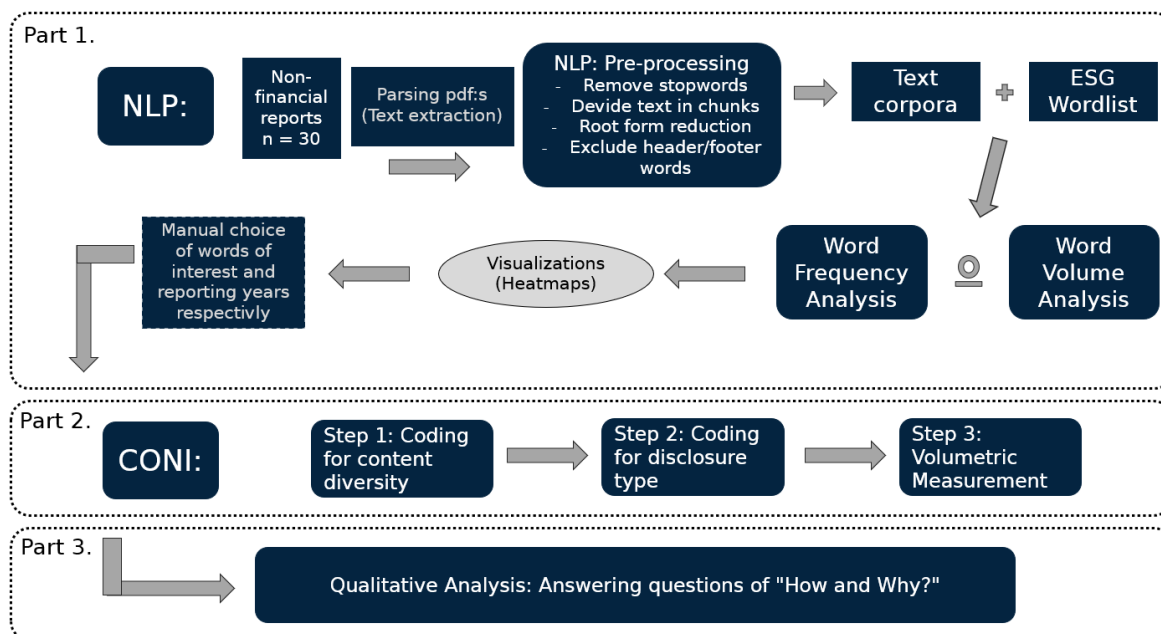 Part 1.
NLP:
Non-
financial
reports
n = 30
Parsing pdf:s
(Text extraction)
NLP: Pre-processing
- Remove stopwords
- Devide text in chunks
- Root form reduction
- Exclude header/footer
words
Text
corpora
ESG
Wordlist
Manual choice
of words of
interest and
reporting years
respectivly
Visualizations
(Heatmaps)
Word
Frequency
Analysis
Word
Volume
Analysis
Part 2.
CONI:
Step 1: Coding
for content
diversity
Step 2: Coding
for disclosure
type
Step 3:
Volumetric
Measurement
Part 3.
Qualitative Analysis: Answering questions of "How and Why?"